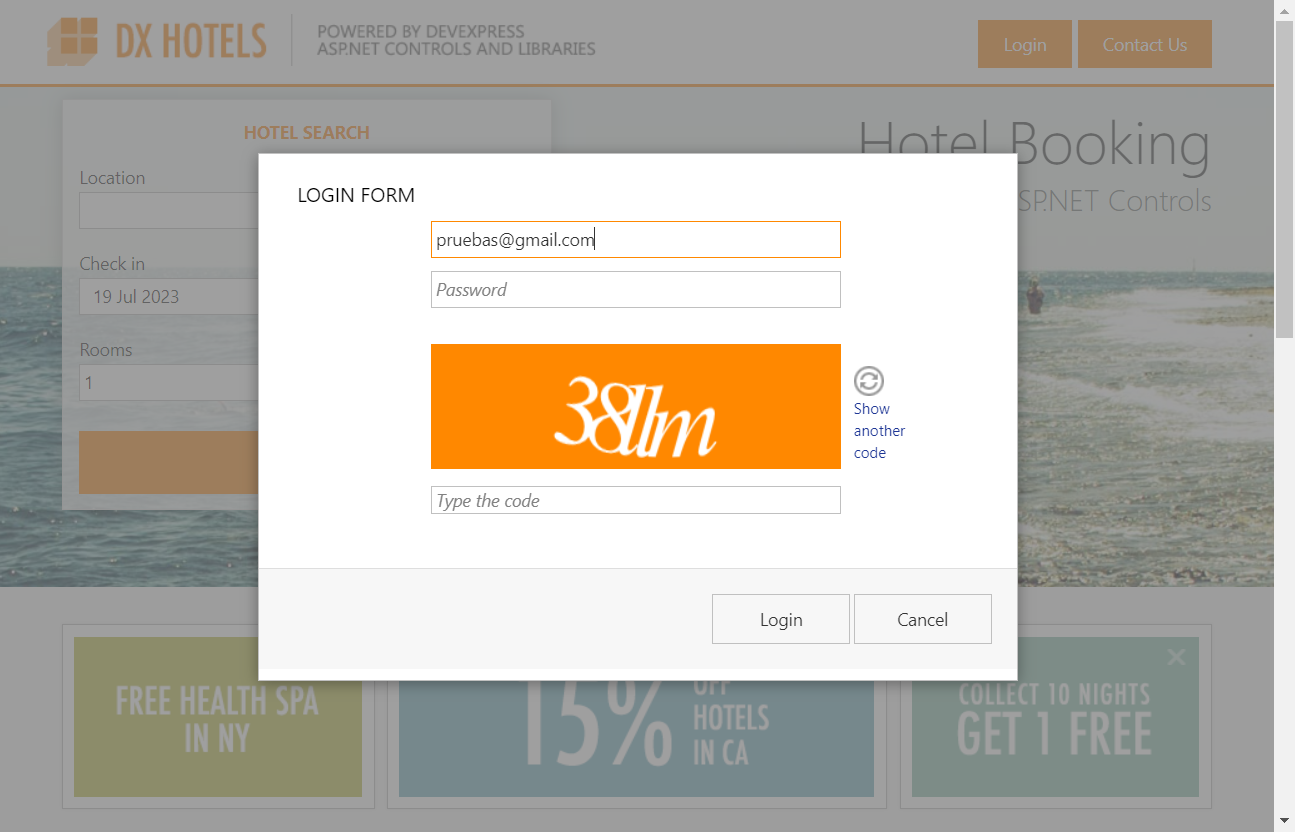 DX HOTELS
POWERED BY DEVEXPRESS
ASP.NET CONTROLS AND LIBRARIES
Login
Contact Us
HOTEL SEARCH
Location
Check in
19 Jul 2023
Rooms
1
Hotel Booking
ASP.NET Controls
LOGIN FORM
pruebas@gmail.com
Password
Show
another
code
Type the code
Login
Cancel
FREE HEALTH SPA
IN NY
15%
OFF
HOTELS
IN CA
COLLECT 10 NIGHTS
GET 1 FREE